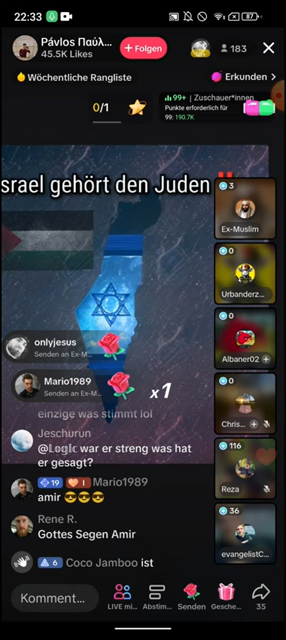 22:33
87
Pávlos Παύλ...
45.5K Likes
+ Folgen
183
Wöchentliche Rangliste
Erkunden >
0/1
99+ | Zuschauer*innen
Punkte erforderlich für
99: 190.7K
srael gehört den Juden"
3
Ex-Muslim
0
Urbanderz...
0
Albaner02
0
Chris...
116
Reza
36
evangelistC...
onlyjesus
Senden an Ex-M...
Mario1989
Senden an Ex-M...
x1
einzige was stimmt lol
Jeschurun
@𝕃𝕠𝕘𝕚𝕔 war er streng was hat
er gesagt?
19 1 Mario1989
amir 😎😎😎
Rene R.
Gottes Segen Amir
6 Coco Jamboo ist
Komment...
LIVE mi...
Abstim...
Senden
Gesche...
35